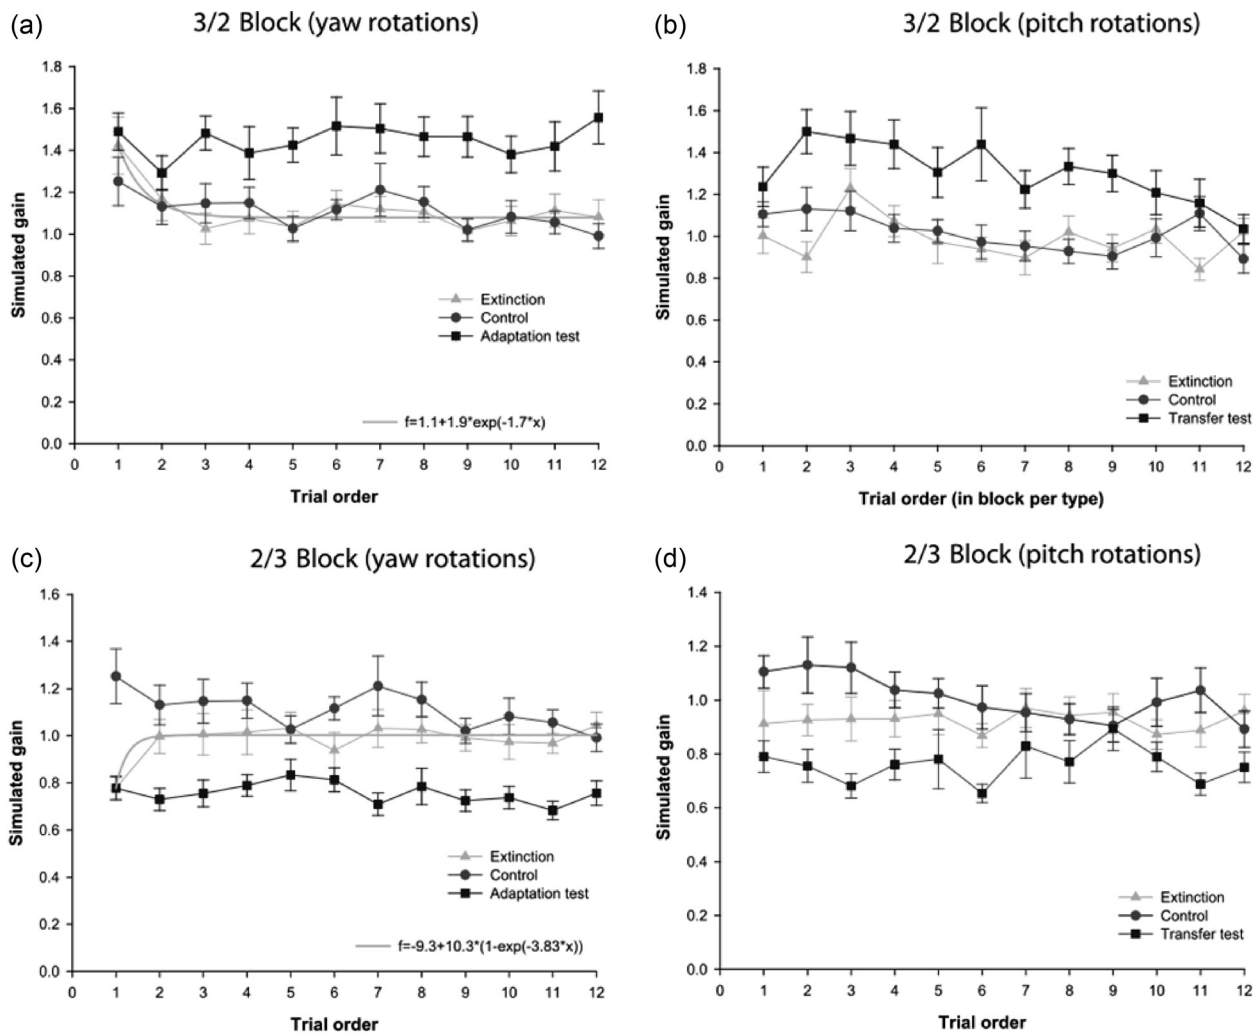 (a)
3/2 Block (yaw rotations)
1.8
1.6
1.4
1.2
1.0
0.8
0.6
0.4
0.2
0.0
Simulated gain
Extinction
Control
Adaptation test
f=1.1+1.9*exp(-1.7*x)
0 1 2 3 4 5 6 7 8 9 10 11 12
Trial order
(b)
3/2 Block (pitch rotations)
1.8
1.6
1.4
1.2
1.0
0.8
0.6
0.4
0.2
0.0
Simulated gain
Extinction
Control
Transfer test
0 1 2 3 4 5 6 7 8 9 10 11 12
Trial order (in block per type)
(c)
2/3 Block (yaw rotations)
1.6
1.4
1.2
1.0
0.8
0.6
0.4
0.2
0.0
Simulated gain
Extinction
Control
Adaptation test
f=-9.3+10.3*(1-exp(-3.83*x))
0 1 2 3 4 5 6 7 8 9 10 11 12
Trial order
(d)
2/3 Block (pitch rotations)
1.4
1.2
1.0
0.8
0.6
0.4
0.2
0.0
Simulated gain
Extinction
Control
Transfer test
0 1 2 3 4 5 6 7 8 9 10 11 12
Trial order